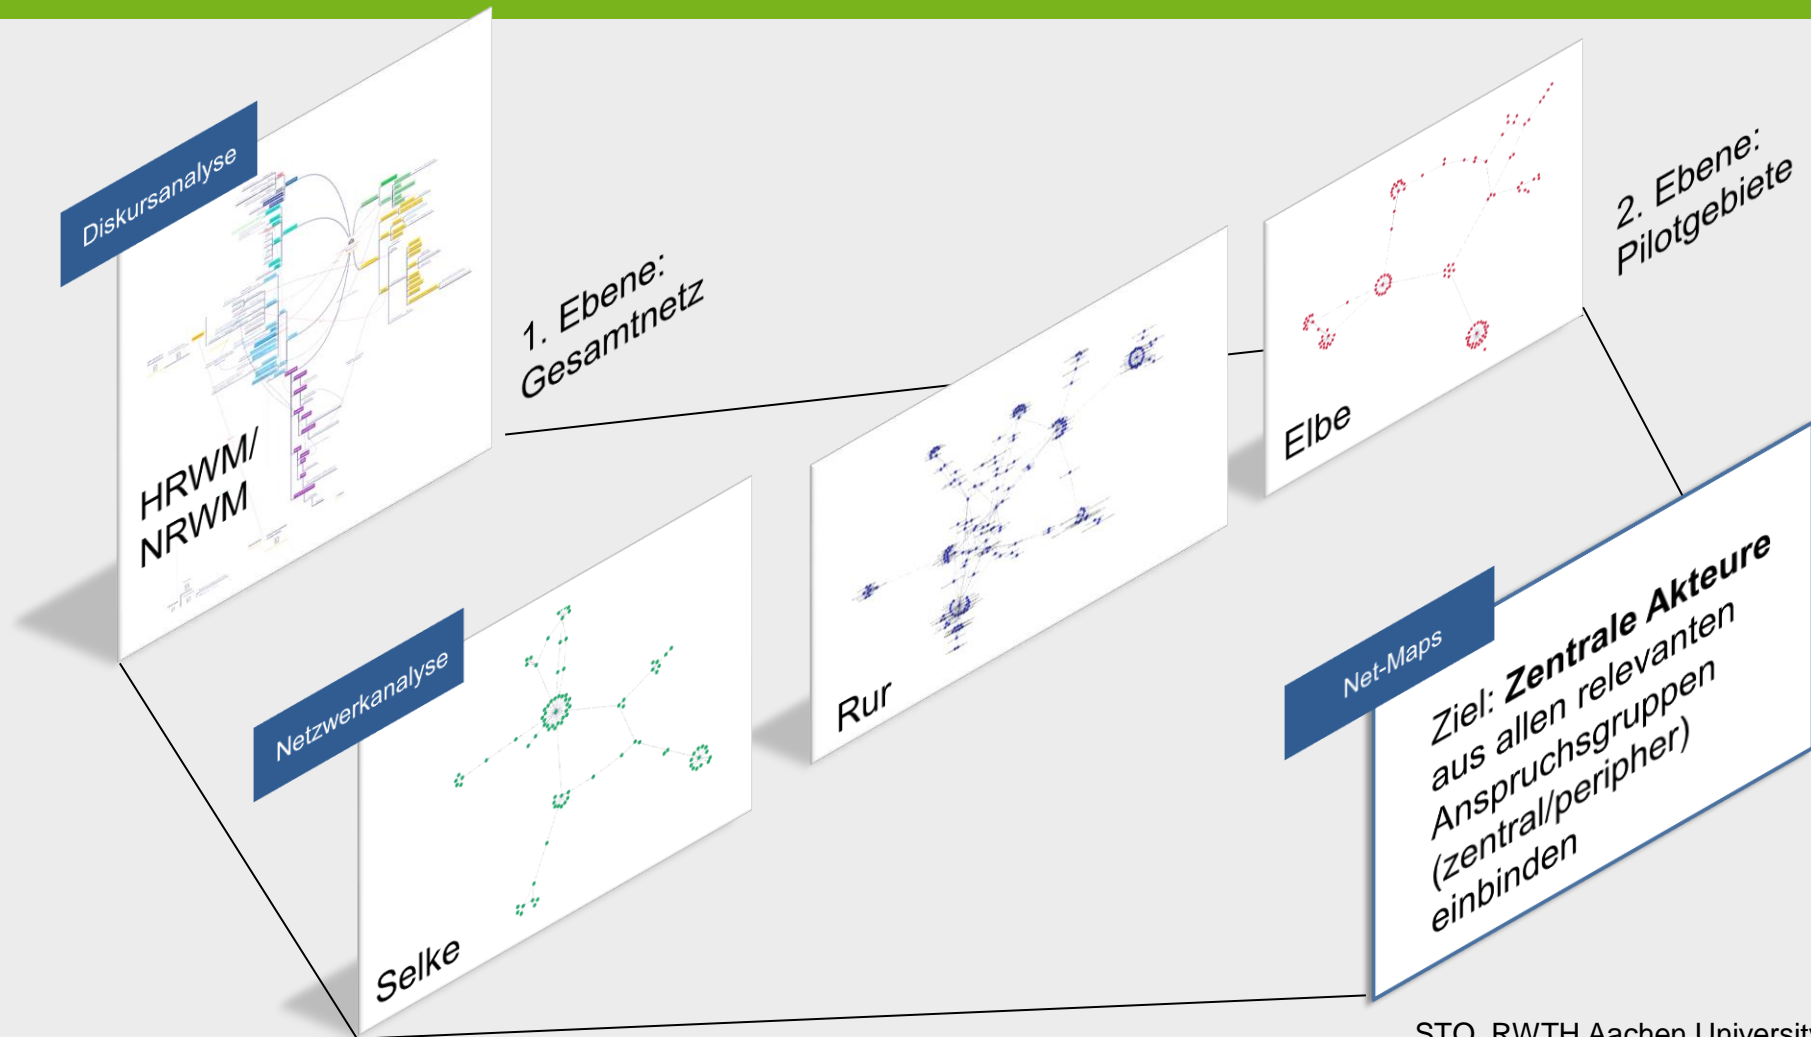 Diskursanalyse
HRWM/
NRWM
1. Ebene:
Gesamtnetz
Netzwerkanalyse
Selke
Rur
Elbe
2. Ebene:
Pilotgebiete
Net-Maps
Ziel: Zentrale Akteure
aus allen relevanten
Anspruchsgruppen
(zentral/peripher)
einbinden
STO, RWTH Aachen University